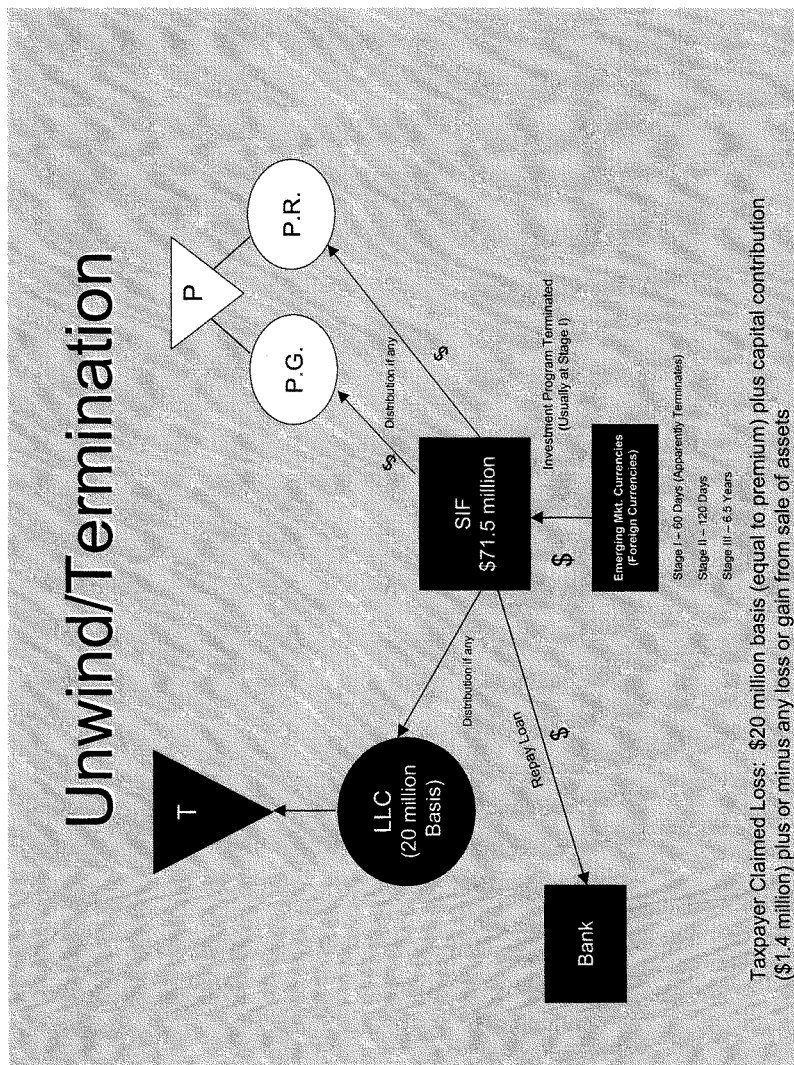 Unwind/Termination
T
P
P.G.
P.R.
LLC
(20 million
Basis)
Distribution if any
$
Distribution if any
$
SIF
$71.5 million
Repay Loan
$
Bank
$
Investment Program Terminated
(Usually at Stage I)
Emerging Mkt. Currencies
(Foreign Currencies)
Stage I – 60 Days (Apparently Terminates)
Stage II – 120 Days
Stage III – 6.5 Years
Taxpayer Claimed Loss: $20 million basis (equal to premium) plus capital contribution
($1.4 million) plus or minus any loss or gain from sale of assets